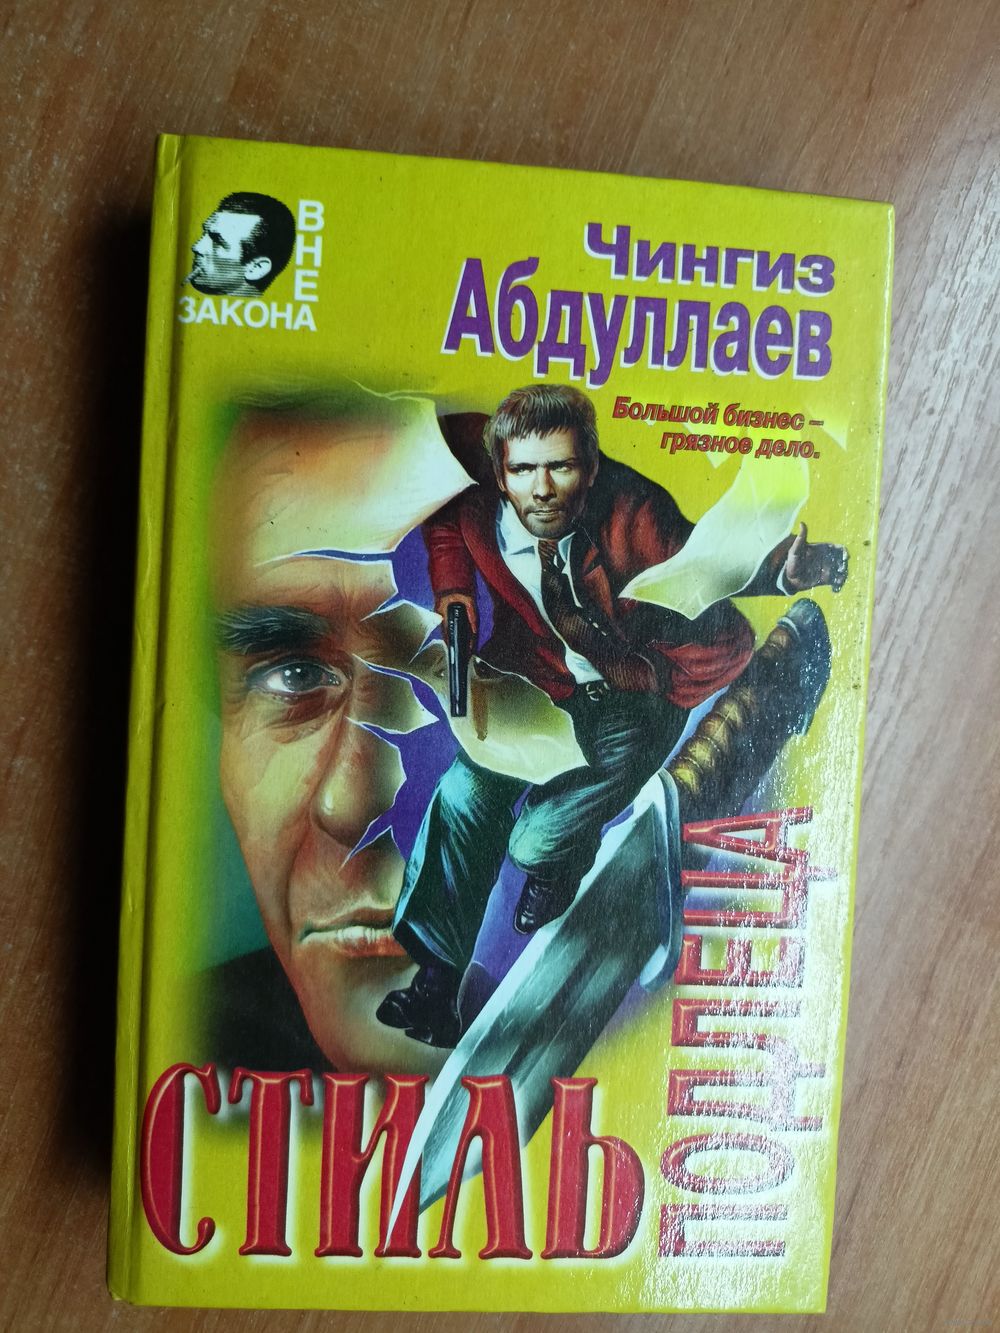 ВНЕ
ЗАКОНА
Чингиз
Абдуллаев
Большой бизнес –
грязное дело.
СТИЛЬ
ПОДЛЕЦА